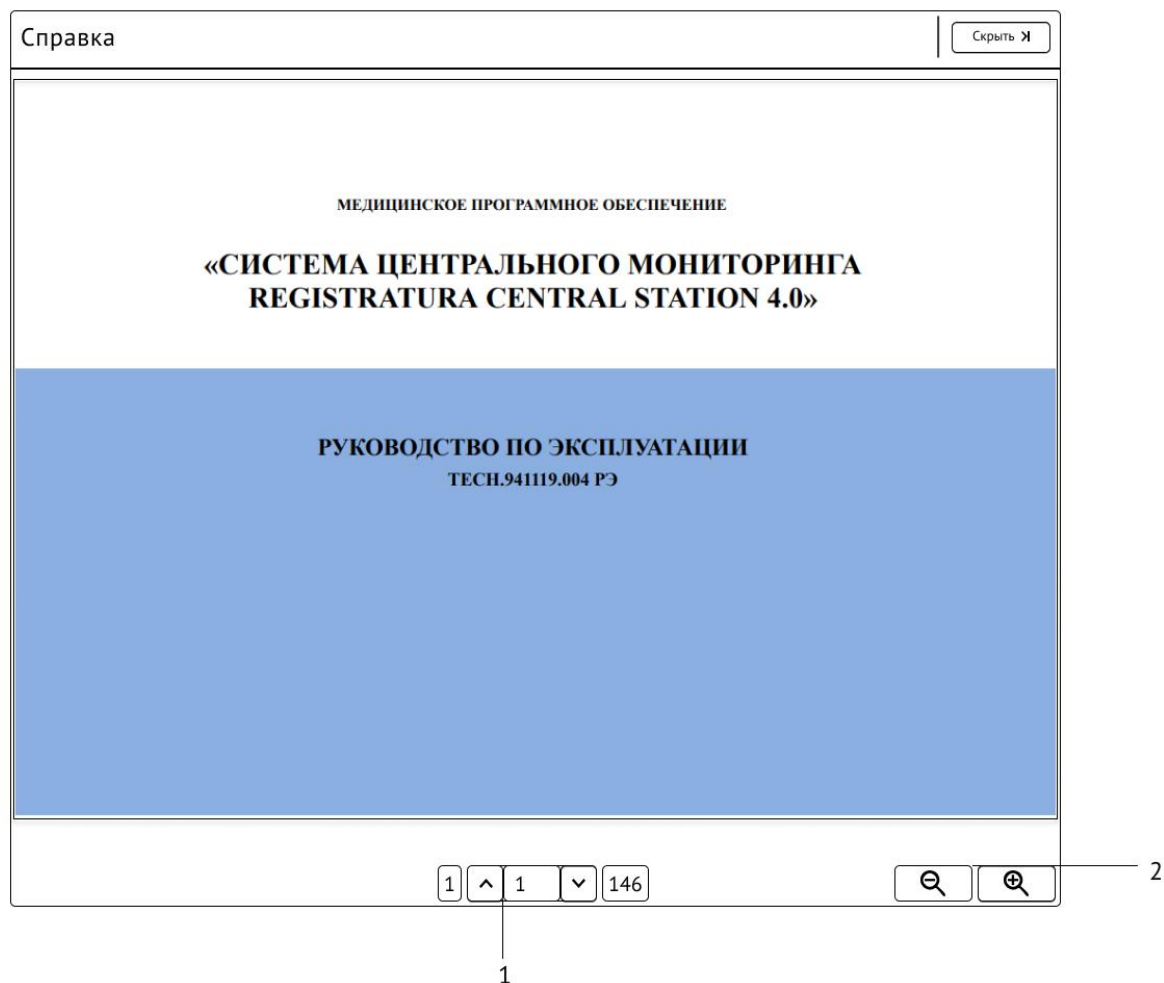 Справка
Скрыть
МЕДИЦИНСКОЕ ПРОГРАММНОЕ ОБЕСПЕЧЕНИЕ
«СИСТЕМА ЦЕНТРАЛЬНОГО МОНИТОРИНГА
REGISTRATURA CENTRAL STATION 4.0»
РУКОВОДСТВО ПО ЭКСПЛУАТАЦИИ
ТЕСН.941119.004 РЭ
1 1 146
2
1